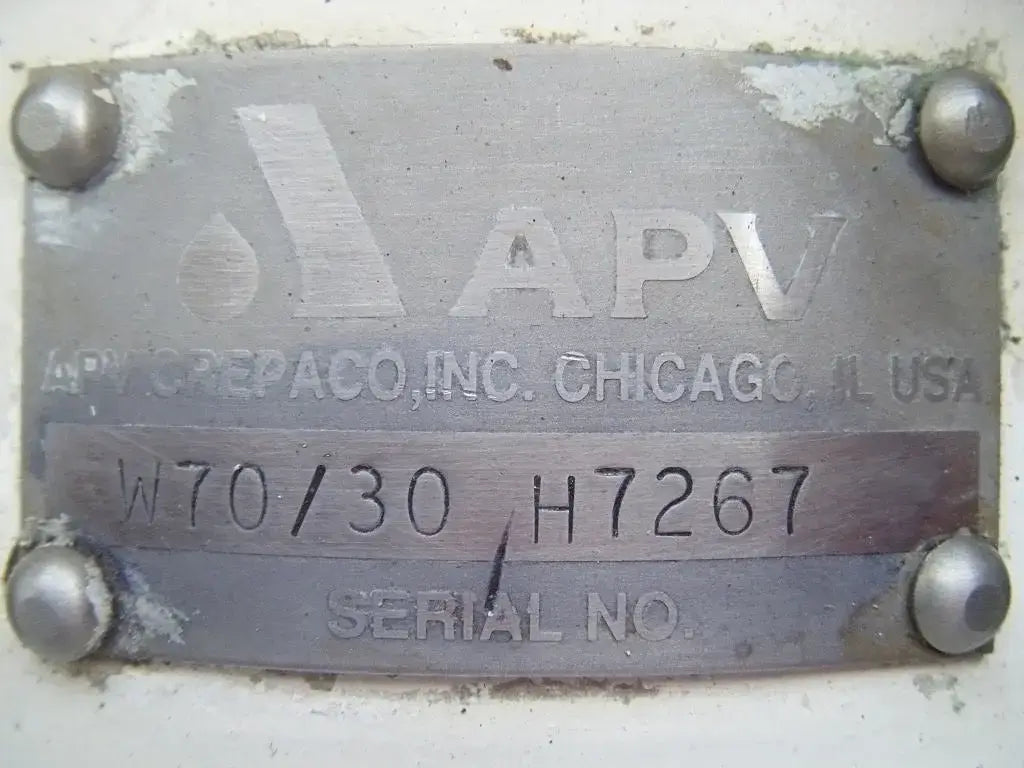 APV
APV CREPACO, INC. CHICAGO, IL USA
W70/30 H7267
SERIAL NO.